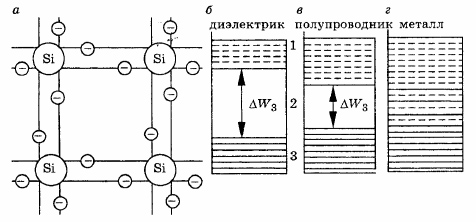 а б в г
диэлектрик полупроводник металл
Si Si 1
ΔW₃ 2 ΔW₃
3
Si Si